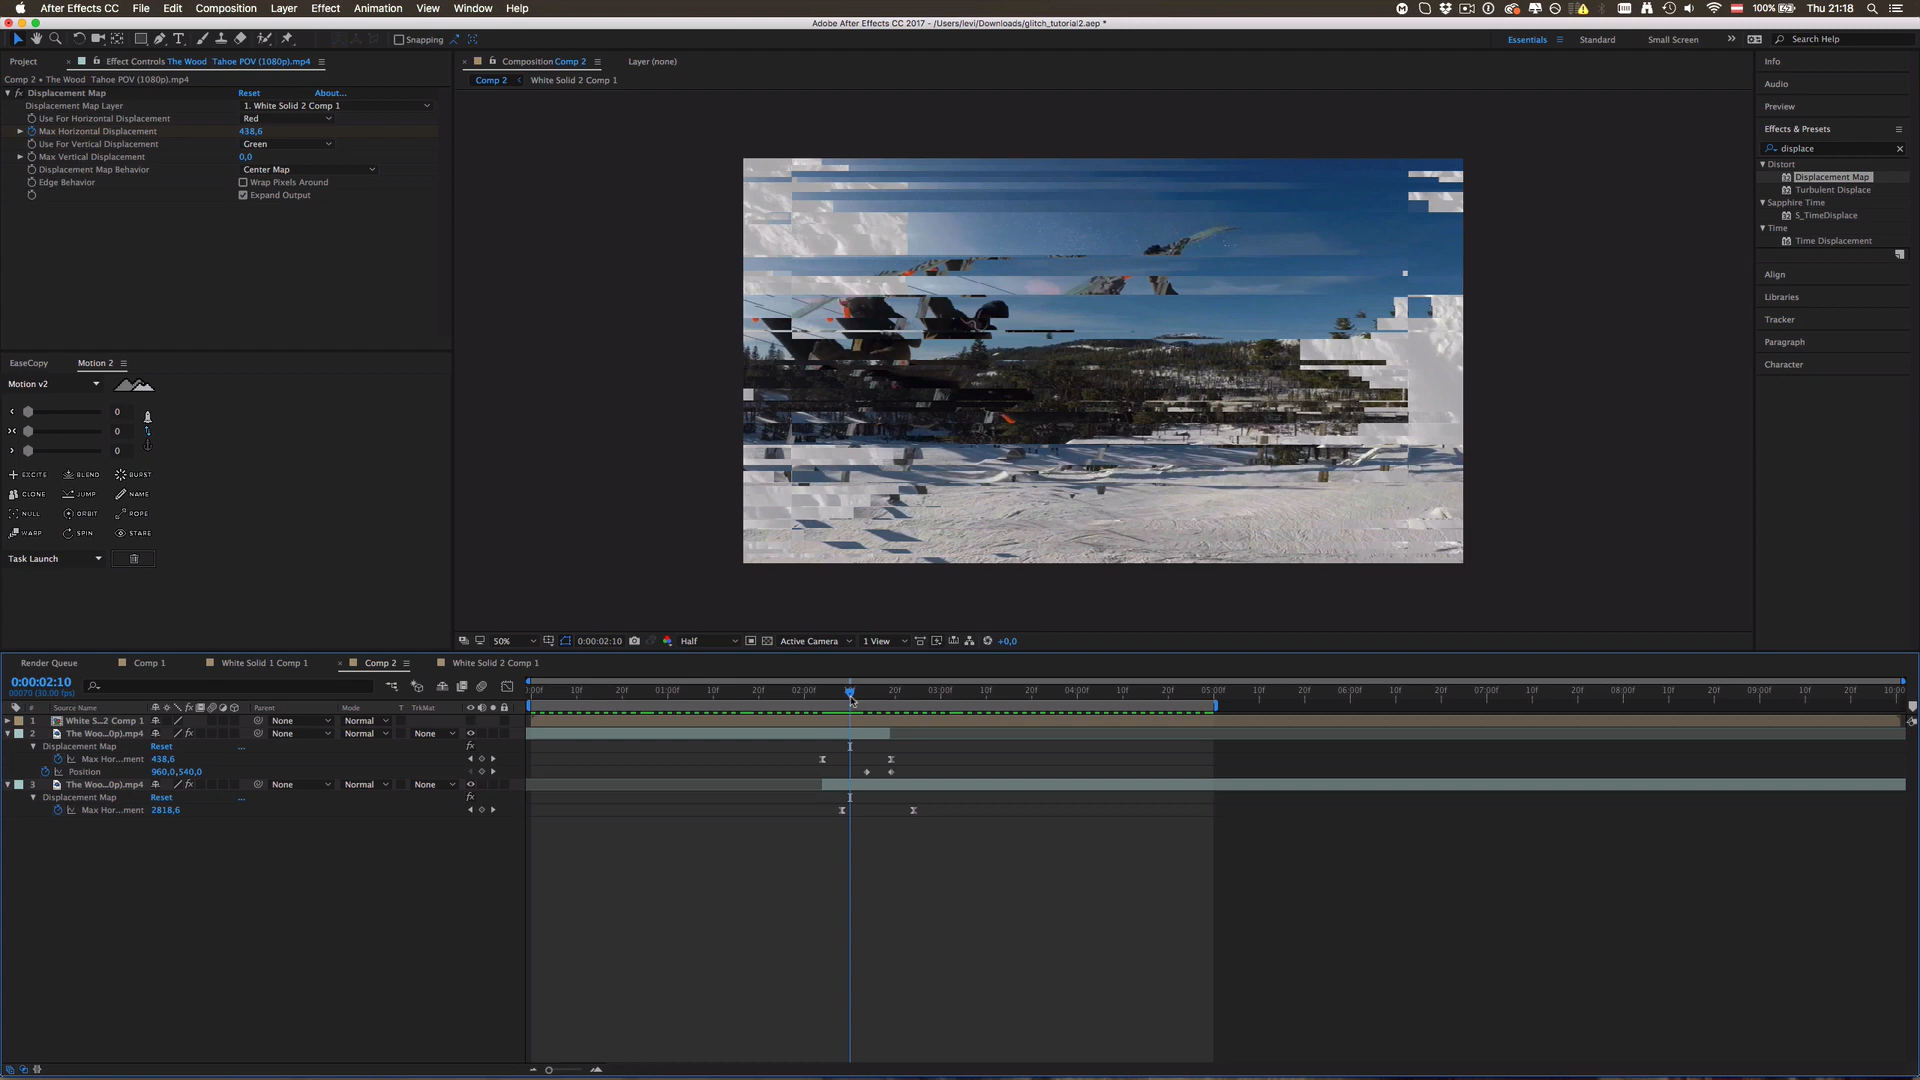 After Effects CC File Edit Composition Layer Effect Animation View Window Help 100% Thu 21:18
Adobe After Effects CC 2017 - /Users/levi/Downloads/glitch_tutorial2.aep *
Snapping Essentials Standard Small Screen Search Help
Project Effect Controls The Wood Tahoe POV (1080p).mp4
Comp 2 • The Wood Tahoe POV (1080p).mp4
fx Displacement Map Reset About...
Displacement Map Layer 1. White Solid 2 Comp 1
Use For Horizontal Displacement Red
Max Horizontal Displacement 438,6
Use For Vertical Displacement Green
Max Vertical Displacement 0,0
Displacement Map Behavior Center Map
Edge Behavior Wrap Pixels Around
Expand Output
EaseCopy Motion 2
Motion v2
0
0
0
EXCITE BLEND BURST
CLONE JUMP NAME
NULL ORBIT ROPE
WARP SPIN STARE
Task Launch
Composition Comp 2 Layer (none)
Comp 2 White Solid 2 Comp 1
50% 0:00:02:10 Half Active Camera 1 View +0,0
Info
Audio
Preview
Effects & Presets
displace
Distort
Displacement Map
Turbulent Displace
Sapphire Time
S_TimeDisplace
Time
Time Displacement
Align
Libraries
Tracker
Paragraph
Character
Render Queue Comp 1 White Solid 1 Comp 1 Comp 2 White Solid 2 Comp 1
0:00:02:10
00070 (30.00 fps)
:00f 10f 20f 01:00f 10f 20f 02:00f 20f 03:00f 10f 20f 04:00f 10f 20f 05:00f 10f 20f 06:00f 10f 20f 07:00f 10f 20f 08:00f 10f 20f 09:00f 10f 20f 10:00
# Source Name fx Parent Mode T TrkMat
1 White S...2 Comp 1 None Normal
2 The Woo...0p).mp4 fx None Normal None
Displacement Map Reset ... fx
Max Hor...ment 438,6
Position 960,0,540,0
3 The Woo...0p).mp4 fx None Normal None
Displacement Map Reset ... fx
Max Hor...ment 2818,6